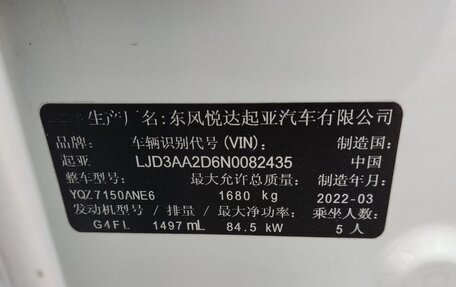 生产厂名:东风悦达起亚汽车有限公司
品牌: 车辆识别代号(VIN): 制造国:
起亚 LJD3AA2D6N0082435 中国
整车型号: 最大允许总质量: 制造年月:
YQZ7150ANE6 1680 kg 2022-03
发动机型号 / 排量 / 最大净功率: 乘坐人数:
G4FL 1497 mL 84.5 kW 5 人